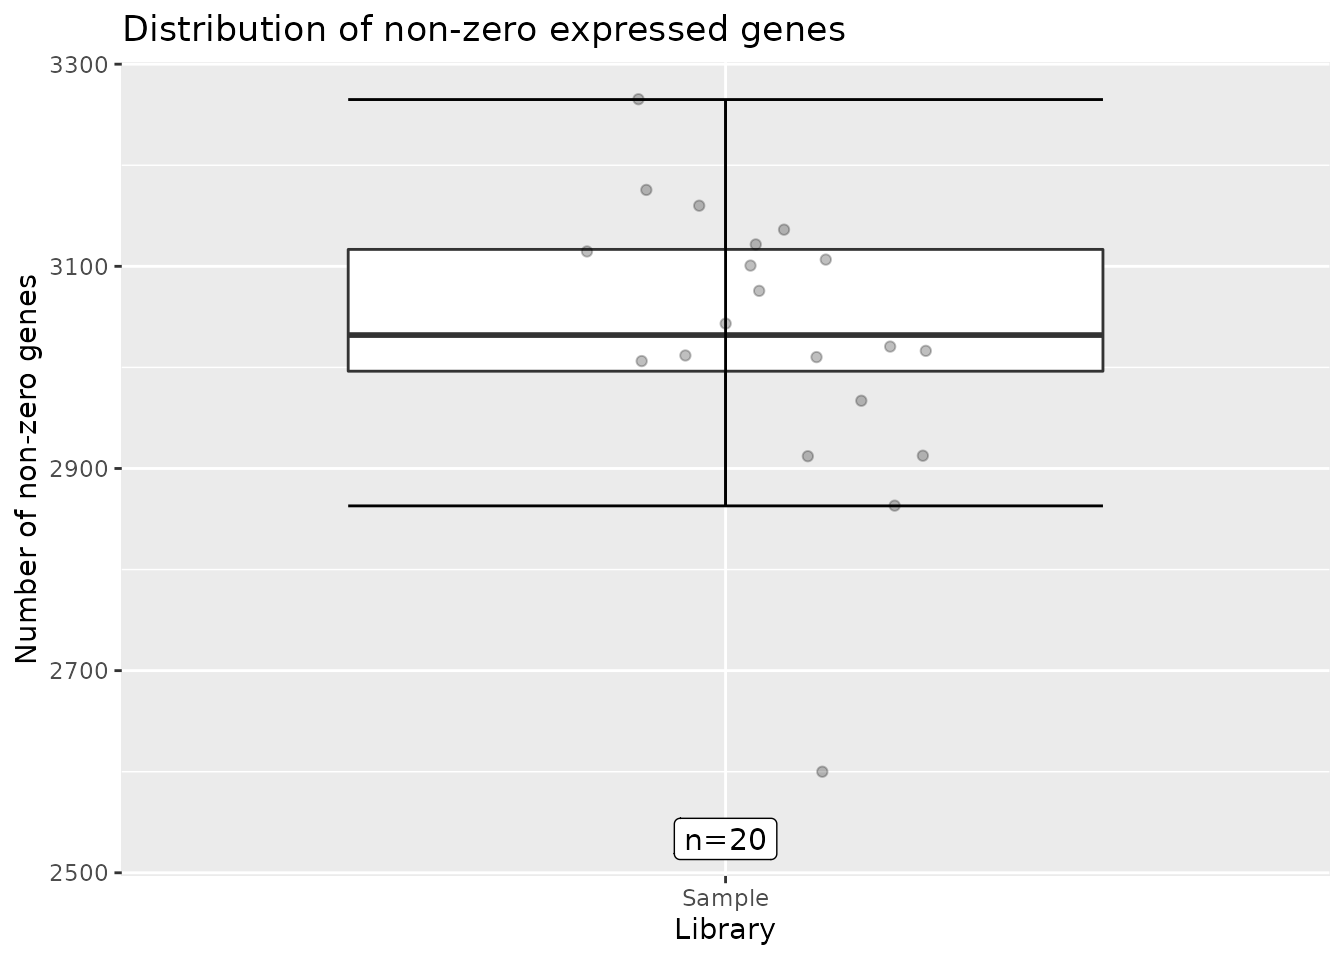 Distribution of non-zero expressed genes
Number of non-zero genes
3300
3100
2900
2700
2500
n=20
Sample
Library